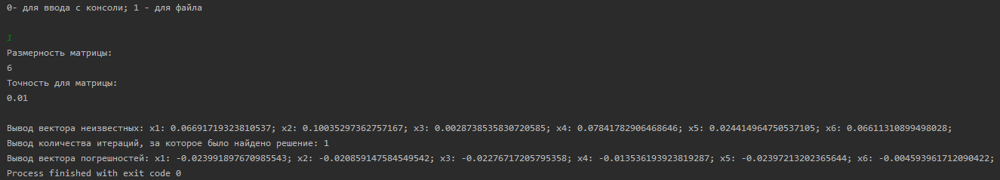 0- для ввода с консоли; 1 - для файла
1
Размерность матрицы:
6
Точность для матрицы:
0.01
Вывод вектора неизвестных: x1: 0.06691719323810537; x2: 0.10035297362757167; x3: 0.0028738535830720585; x4: 0.07841782906468646; x5: 0.024414964750537105; x6: 0.06611310899498028;
Вывод количества итераций, за которое было найдено решение: 1
Вывод вектора погрешностей: x1: -0.023991897670985543; x2: -0.020859147584549542; x3: -0.02276717205795358; x4: -0.013536193923819287; x5: -0.02397213202365644; x6: -0.004593961712090422;
Process finished with exit code 0